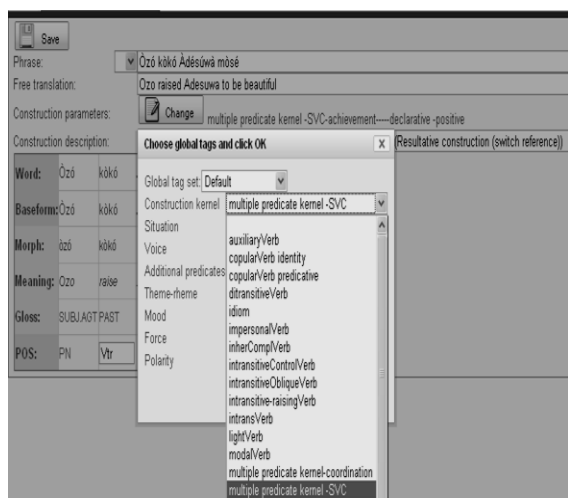 Save
Phrase: Òzó kòkó Àdésúwà mòsé
Free translation: Ozo raised Adesuwa to be beautiful
Construction parameters: Change multiple predicate kernel -SVC-achievement-----declarative -positive
Construction description: (Resultative construction (switch reference))
Choose global tags and click OK X
Global tag set: Default
Construction kernel multiple predicate kernel -SVC
Situation
Voice
Additional predicates
Theme-rheme
Mood
Force
Polarity
auxiliaryVerb
copularVerb identity
copularVerb predicative
ditransitiveVerb
idiom
impersonalVerb
inherComplVerb
intransitiveControlVerb
intransitiveObliqueVerb
intransitive-raisingVerb
intransVerb
lightVerb
modalVerb
multiple predicate kernel-coordination
multiple predicate kernel -SVC
Word: Òzó kòkó
Baseform: Òzó kòkó
Morph: òzó kòkó
Meaning: Ozo raise
Gloss: SUBJ.AGT PAST
POS: PN Vtr